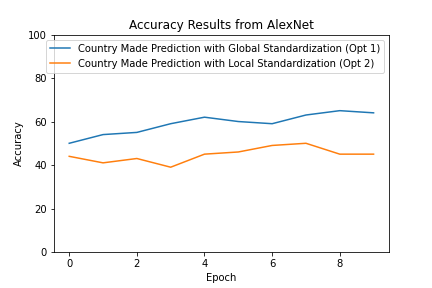 Accuracy Results from AlexNet
100
Country Made Prediction with Global Standardization (Opt 1)
Country Made Prediction with Local Standardization (Opt 2)
80
60
Accuracy
40
20
0
0 2 4 6 8
Epoch